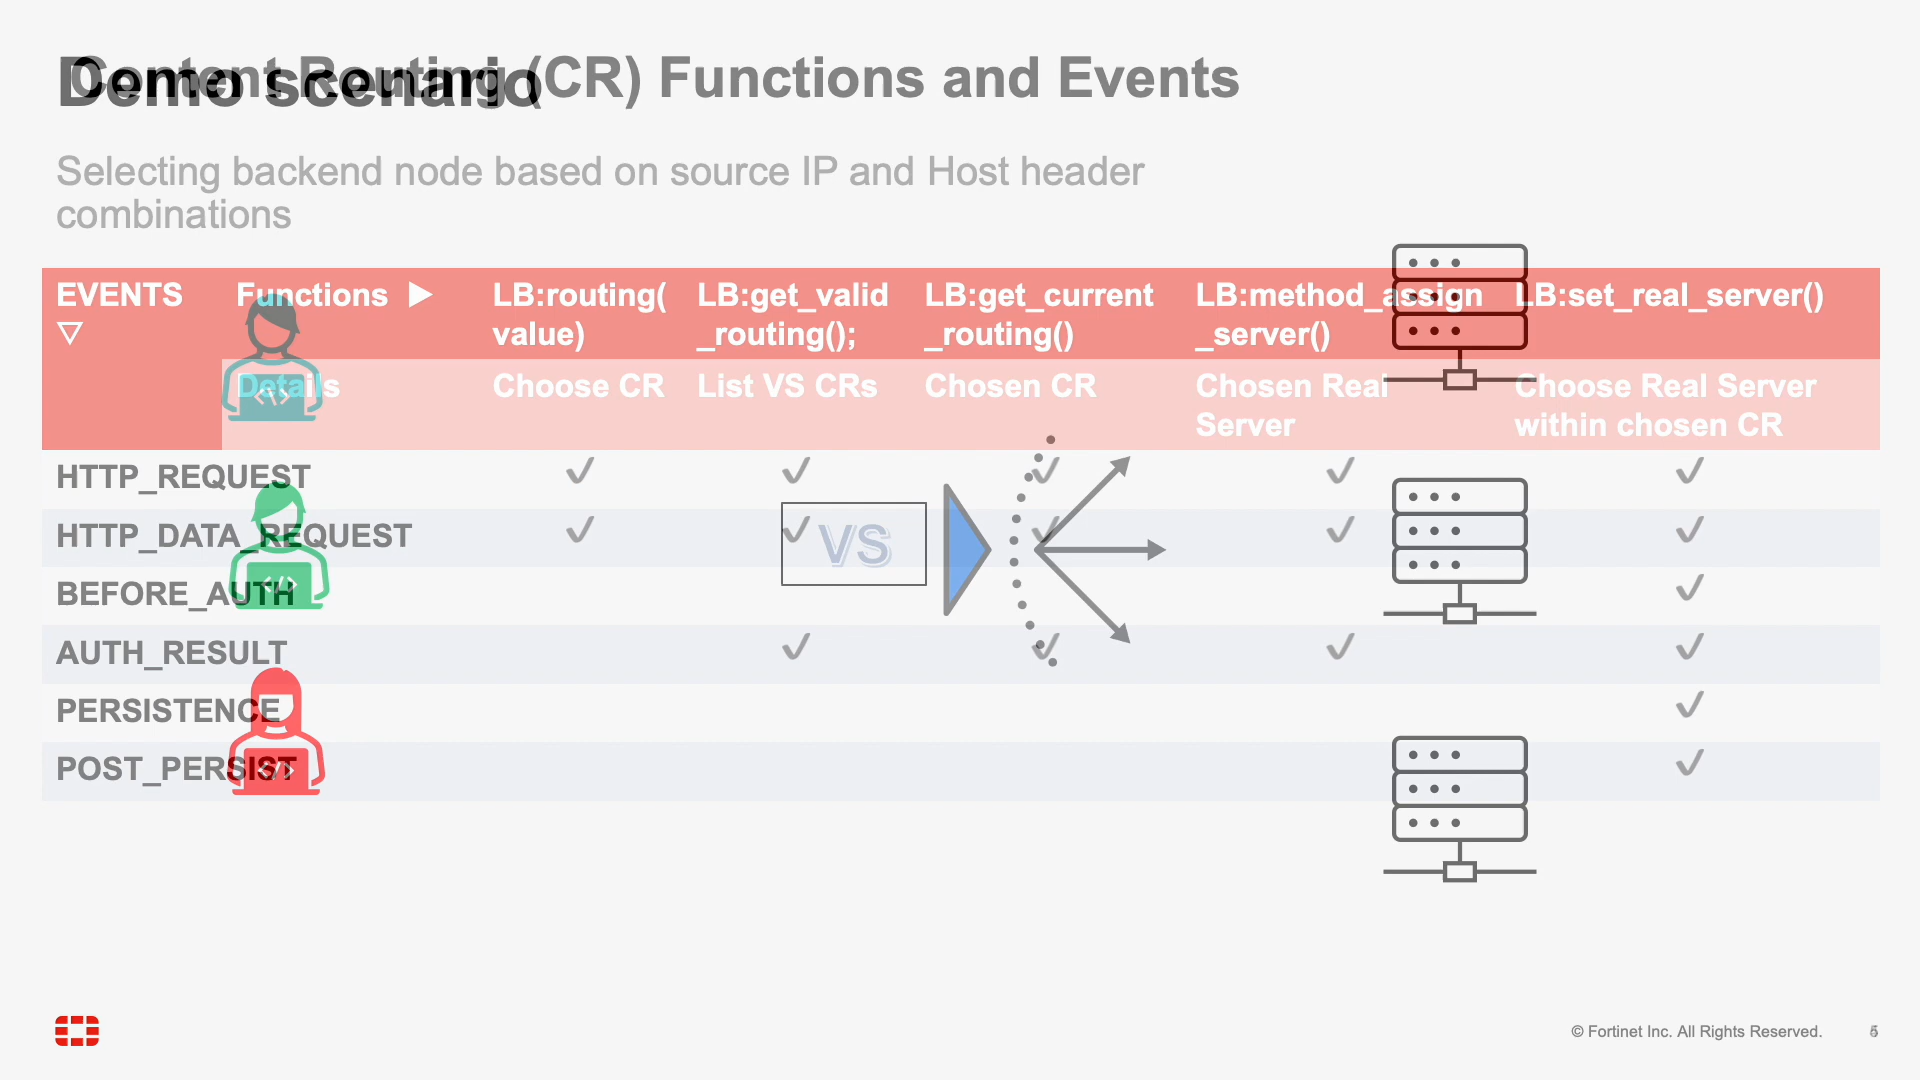 Content Routing (CR) Functions and Events
Demo scenario
Selecting backend node based on source IP and Host header
combinations
EVENTS
Functions
LB:routing(
value)
LB:get_valid
_routing();
LB:get_current
_routing()
LB:method_assign
_server()
LB:set_real_server()
Details
Choose CR
List VS CRs
Chosen CR
Chosen Real
Server
Choose Real Server
within chosen CR
HTTP_REQUEST
HTTP_DATA_REQUEST
VS
BEFORE_AUTH
AUTH_RESULT
PERSISTENCE
POST_PERSIST
© Fortinet Inc. All Rights Reserved.